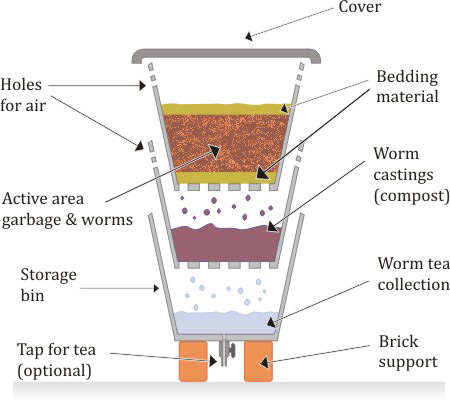 Cover
Holes
for air
Bedding
material
Worm
castings
(compost)
Active area
garbage & worms
Storage
bin
Worm tea
collection
Tap for tea
(optional)
Brick
support